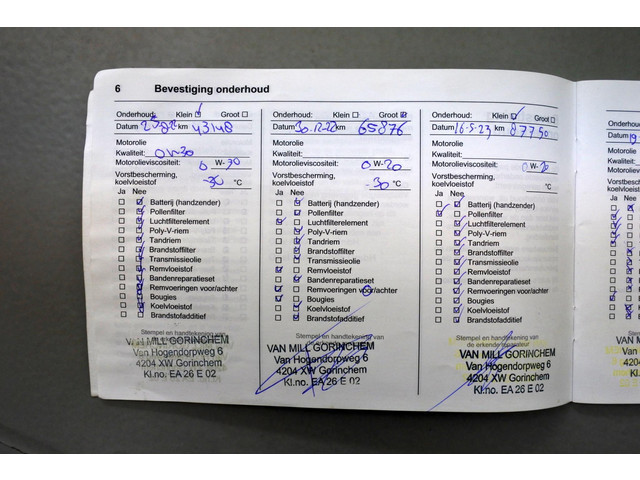 6 Bevestiging onderhoud
Onderhoud: Klein Groot
Datum km 43148
Motorolie
Kwaliteit: 0W30
Motorolieviscositeit: 0 W-30
Vorstbescherming,
koelvloeistof -30 °C
Ja Nee
Batterij (handzender)
Pollenfilter
Luchtfilterelement
Poly-V-riem
Tandriem
Brandstoffilter
Transmissieolie
Remvloeistof
Bandenreparatieset
Remvoeringen voor/achter
Bougies
Koelvloeistof
Brandstofadditief
Stempel en handtekening van
VAN MILL GORINCHEM
Van Hogendorpweg 6
4204 XW Gorinchem
Kl.no. EA 26 E 02
Onderhoud: Klein Groot
Datum 30-12-22 km 65876
Motorolie
Kwaliteit:
Motorolieviscositeit: 0 W-20
Vorstbescherming,
koelvloeistof -30 °C
Ja Nee
Batterij (handzender)
Pollenfilter
Luchtfilterelement
Poly-V-riem
Tandriem
Brandstoffilter
Transmissieolie
Remvloeistof
Bandenreparatieset
Remvoeringen voor/achter
Bougies
Koelvloeistof
Brandstofadditief
Stempel en handtekening van
VAN MILL GORINCHEM
Van Hogendorpweg 6
4204 XW Gorinchem
Kl.no. EA 26 E 02
Onderhoud: Klein Groot
Datum 16-5-23 km 87750
Motorolie
Kwaliteit:
Motorolieviscositeit: 0 W-20
Vorstbescherming,
koelvloeistof °C
Ja Nee
Batterij (handzender)
Pollenfilter
Luchtfilterelement
Poly-V-riem
Tandriem
Brandstoffilter
Transmissieolie
Remvloeistof
Bandenreparatieset
Remvoeringen voor/achter
Bougies
Koelvloeistof
Brandstofadditief
Stempel en handtekening van
de erkende reparateur
VAN MILL GORINCHEM
Van Hogendorpweg 6
4204 XW Gorinchem
Kl.no. EA 26 E 02